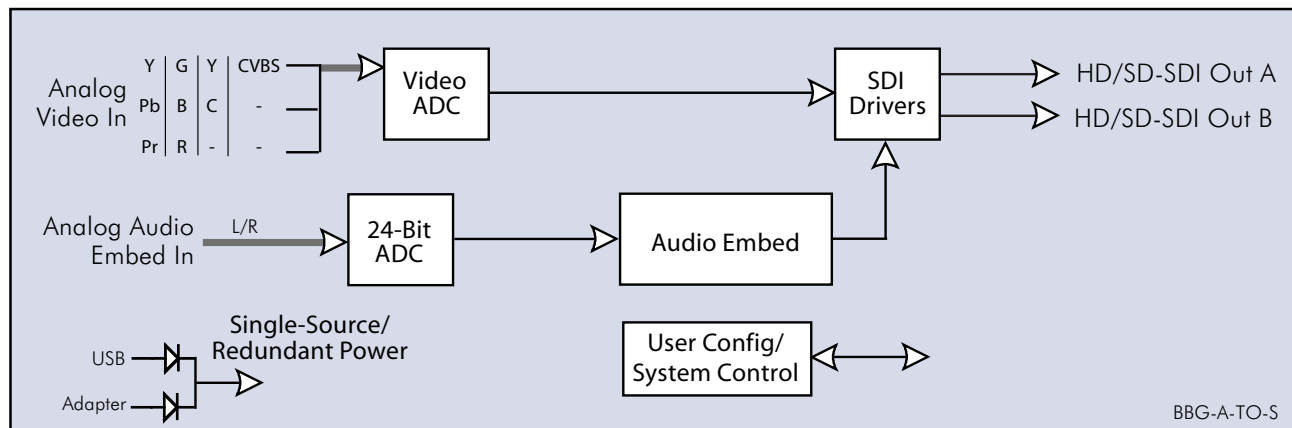 Analog
Video In
Y G Y CVBS
Pb B C -
Pr R - -
Video
ADC
SDI
Drivers
HD/SD-SDI Out A
HD/SD-SDI Out B
Analog Audio
Embed In
L/R
24-Bit
ADC
Audio Embed
Single-Source/
Redundant Power
USB
Adapter
User Config/
System Control
BBG-A-TO-S